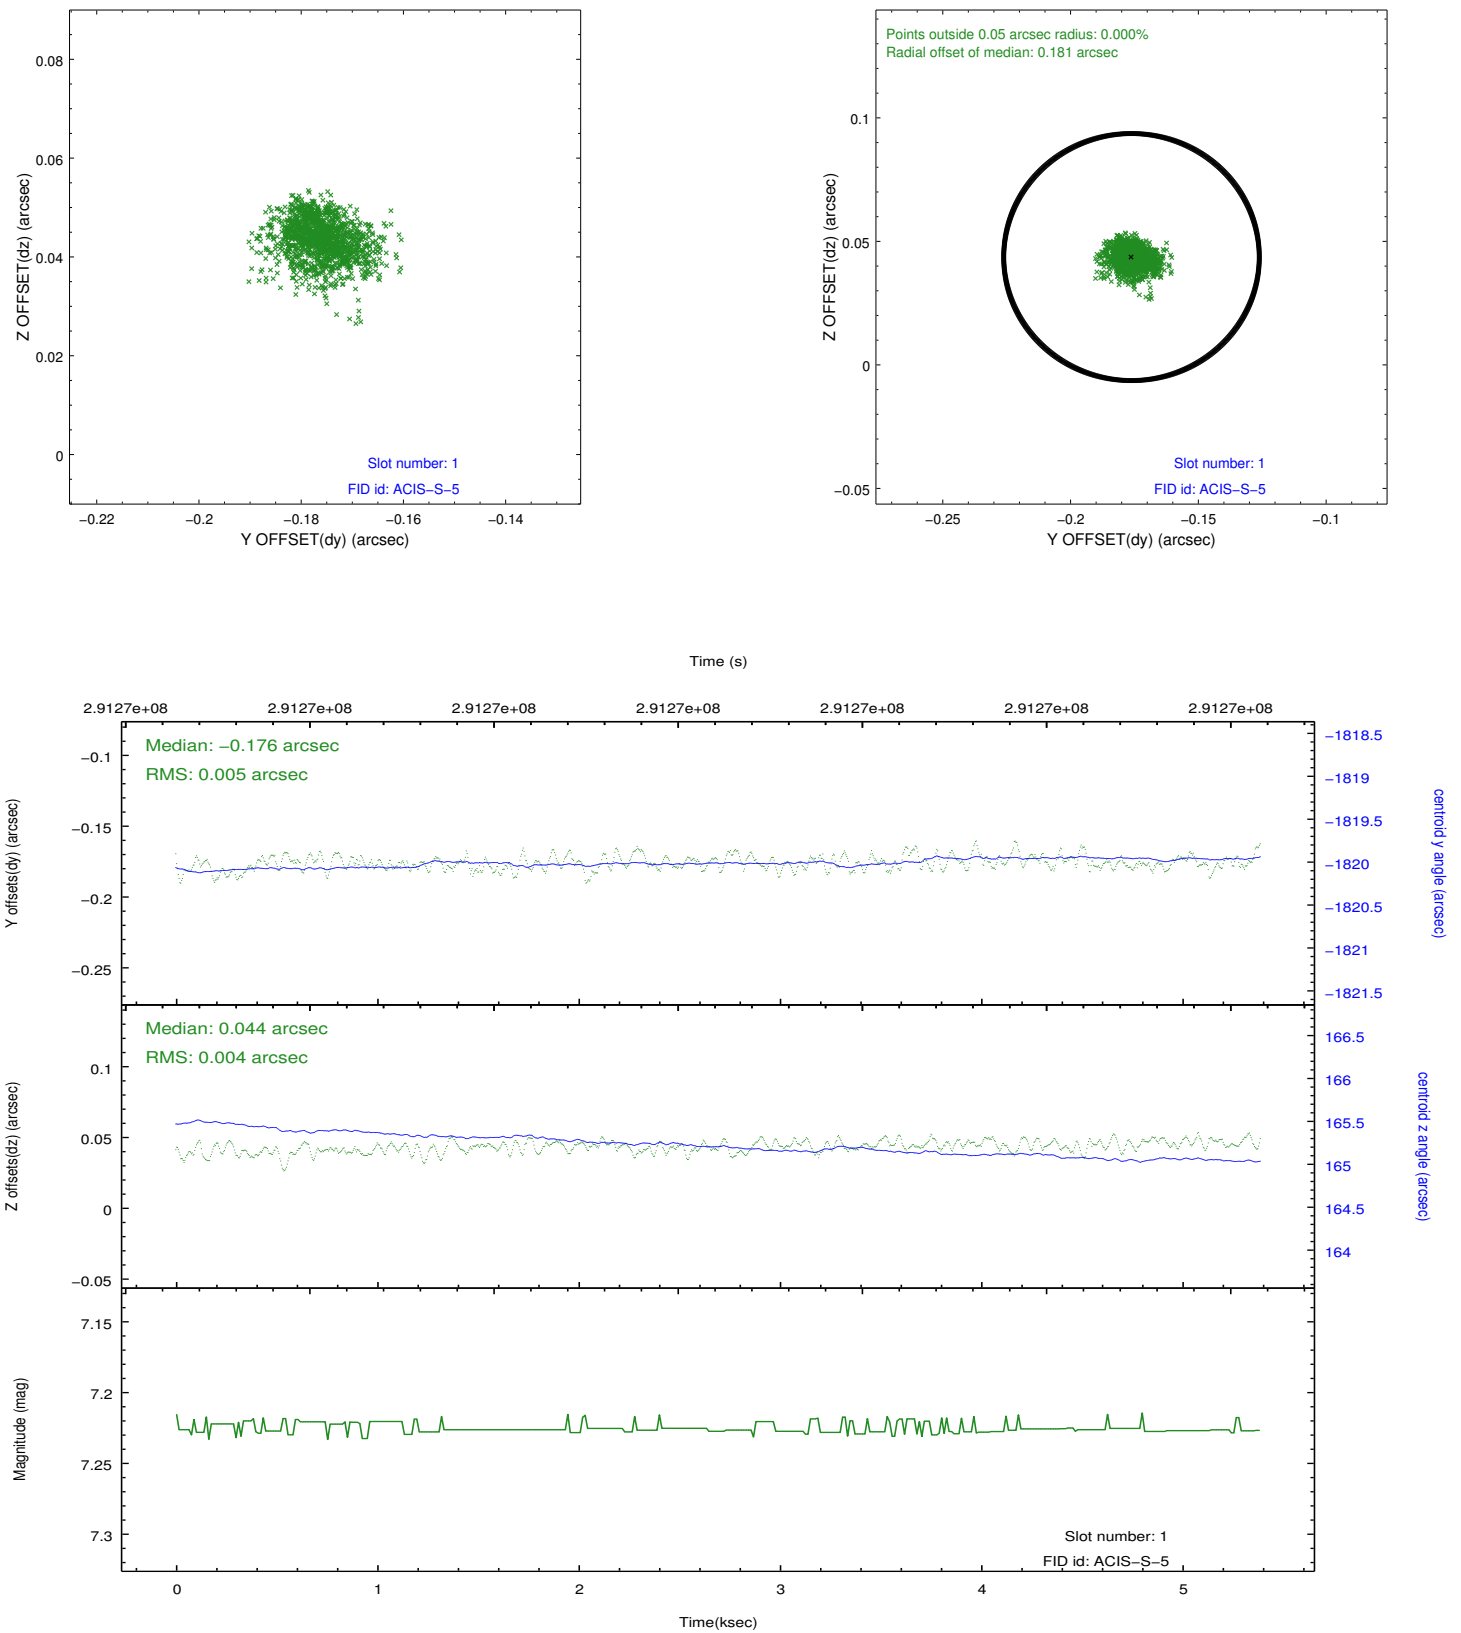 0.08
0.06
0.04
0.02
0
Z OFFSET(dz) (arcsec)
Slot number: 1
FID id: ACIS−S−5
−0.22
−0.2
−0.18
−0.16
−0.14
Y OFFSET(dy) (arcsec)
Points outside 0.05 arcsec radius: 0.000%
Radial offset of median: 0.181 arcsec
0.1
0.05
0
−0.05
Z OFFSET(dz) (arcsec)
Slot number: 1
FID id: ACIS−S−5
−0.25
−0.2
−0.15
−0.1
Y OFFSET(dy) (arcsec)
Time (s)
2.9127e+08
2.9127e+08
2.9127e+08
2.9127e+08
2.9127e+08
2.9127e+08
2.9127e+08
Median: −0.176 arcsec
RMS: 0.005 arcsec
−0.1
−0.15
−0.2
−0.25
Y offsets(dy) (arcsec)
−1818.5
−1819
−1819.5
−1820
−1820.5
−1821
−1821.5
centroid y angle (arcsec)
Median: 0.044 arcsec
RMS: 0.004 arcsec
0.1
0.05
0
−0.05
Z offsets(dz) (arcsec)
166.5
166
165.5
165
164.5
164
centroid z angle (arcsec)
7.15
7.2
7.25
7.3
Magnitude (mag)
Slot number: 1
FID id: ACIS−S−5
0
1
2
3
4
5
Time(ksec)